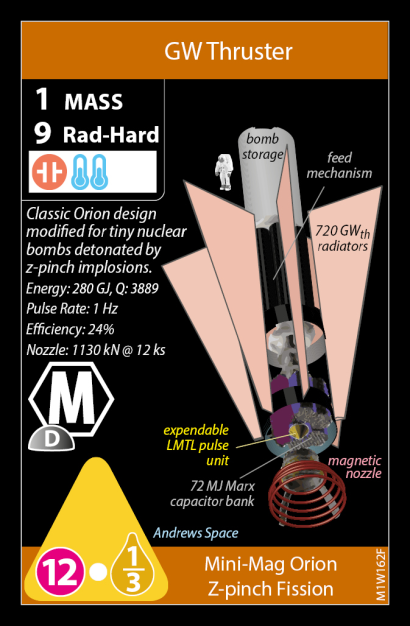 GW Thruster
1 MASS
9 Rad-Hard
bomb
storage
feed
mechanism
720 GWth
radiators
Classic Orion design
modified for tiny nuclear
bombs detonated by
z-pinch implosions.
Energy: 280 GJ, Q: 3889
Pulse Rate: 1 Hz
Efficiency: 24%
Nozzle: 1130 kN @ 12 ks
M
D
expendable
LMTL pulse
unit
magnetic
nozzle
72 MJ Marx
capacitor bank
Andrews Space
12 • 1/3
Mini-Mag Orion
Z-pinch Fission
M1W162F